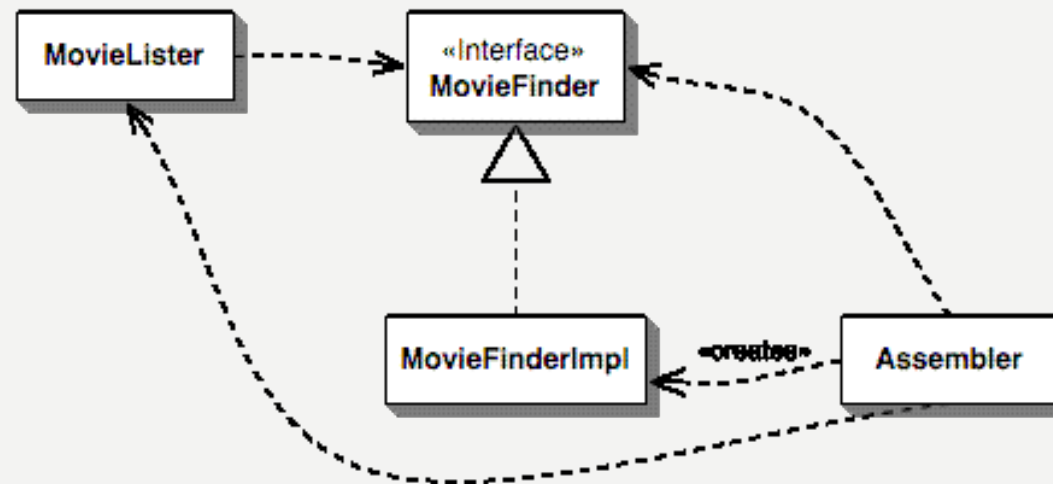 MovieLister
«Interface»
MovieFinder
MovieFinderImpl
«creates»
Assembler